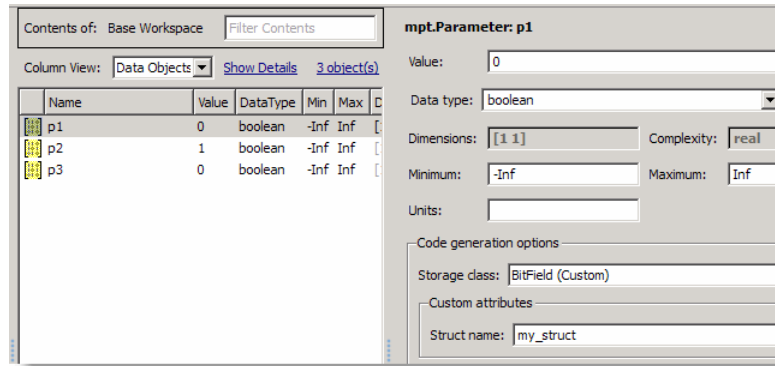 Contents of: Base Workspace Filter Contents
Column View: Data Objects Show Details 3 object(s)
Name Value DataType Min Max D
p1 0 boolean -Inf Inf [
p2 1 boolean -Inf Inf [
p3 0 boolean -Inf Inf [
mpt.Parameter: p1
Value: 0
Data type: boolean
Dimensions: [1 1] Complexity: real
Minimum: -Inf Maximum: Inf
Units:
Code generation options
Storage class: BitField (Custom)
Custom attributes
Struct name: my_struct